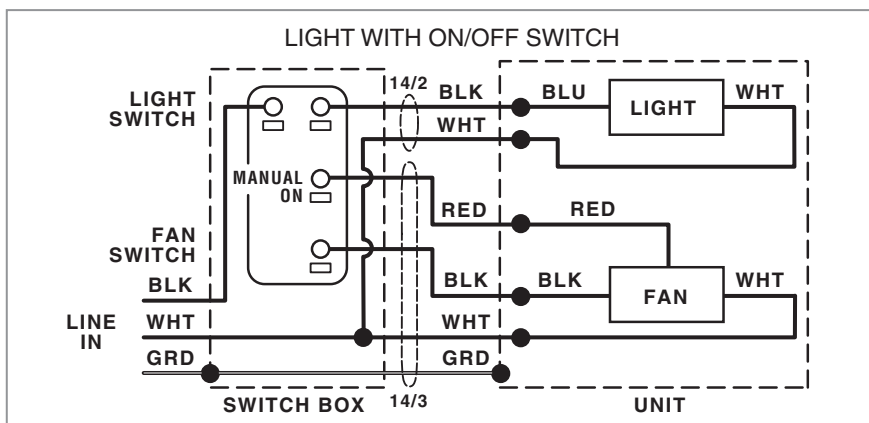 LIGHT WITH ON/OFF SWITCH
14/2
BLK
BLU
LIGHT
WHT
LIGHT
SWITCH
WHT
MANUAL
ON
RED
RED
FAN
SWITCH
BLK
BLK
BLK
FAN
WHT
LINE
IN
WHT
WHT
GRD
GRD
SWITCH BOX
14/3
UNIT